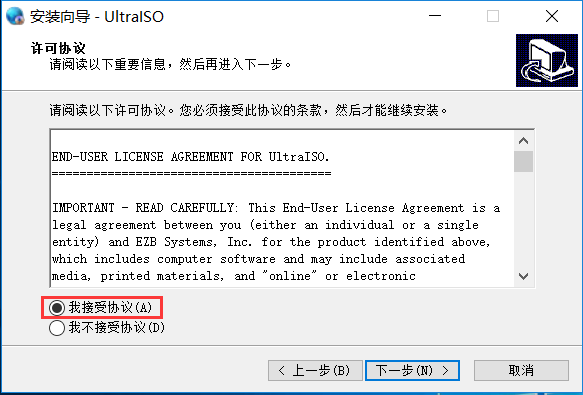 安装向导 - UltraISO
许可协议
请阅读以下重要信息，然后再进入下一步。
请阅读以下许可协议。您必须接受此协议的条款，然后才能继续安装。
END-USER LICENSE AGREEMENT FOR UltraISO.
========================================
IMPORTANT - READ CAREFULLY: This End-User License Agreement is a
legal agreement between you (either an individual or a single
entity) and EZB Systems, Inc. for the product identified above,
which includes computer software and may include associated
media, printed materials, and "online" or electronic
我接受协议(A)
我不接受协议(D)
< 上一步(B)
下一步(N) >
取消